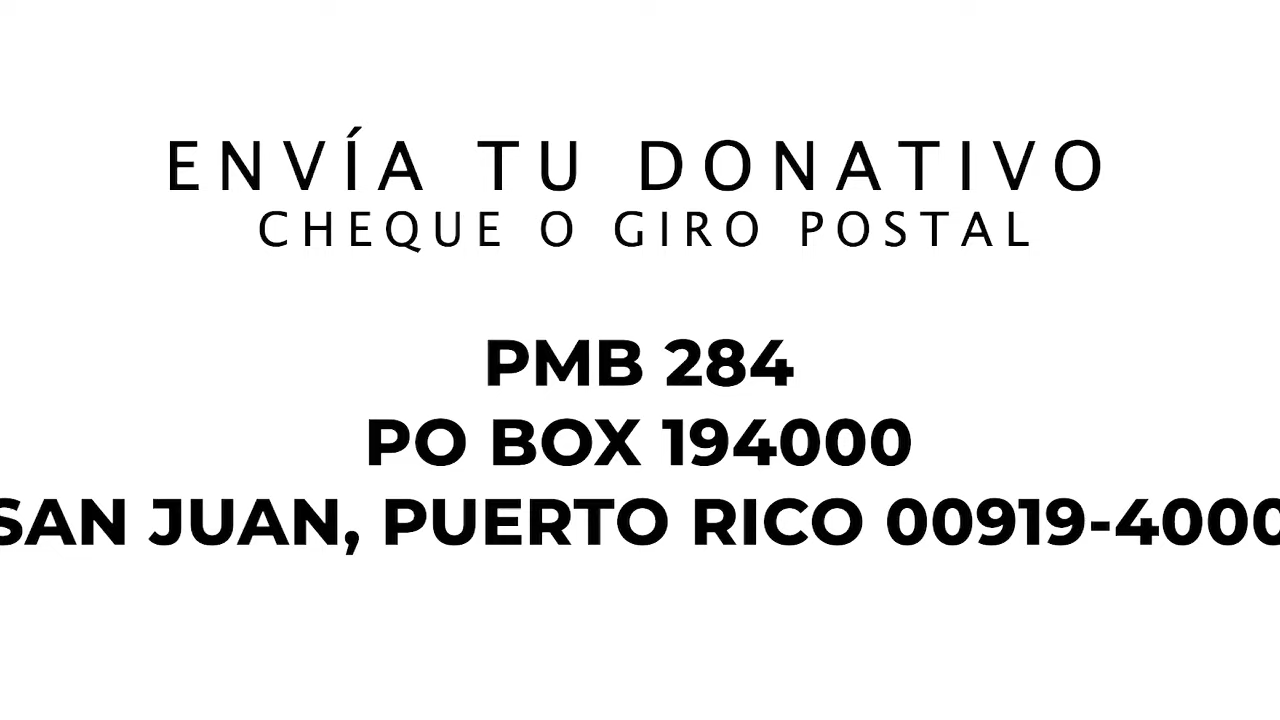 ENVÍA TU DONATIVO
CHEQUE O GIRO POSTAL
PMB 284
PO BOX 194000
SAN JUAN, PUERTO RICO 00919-4000